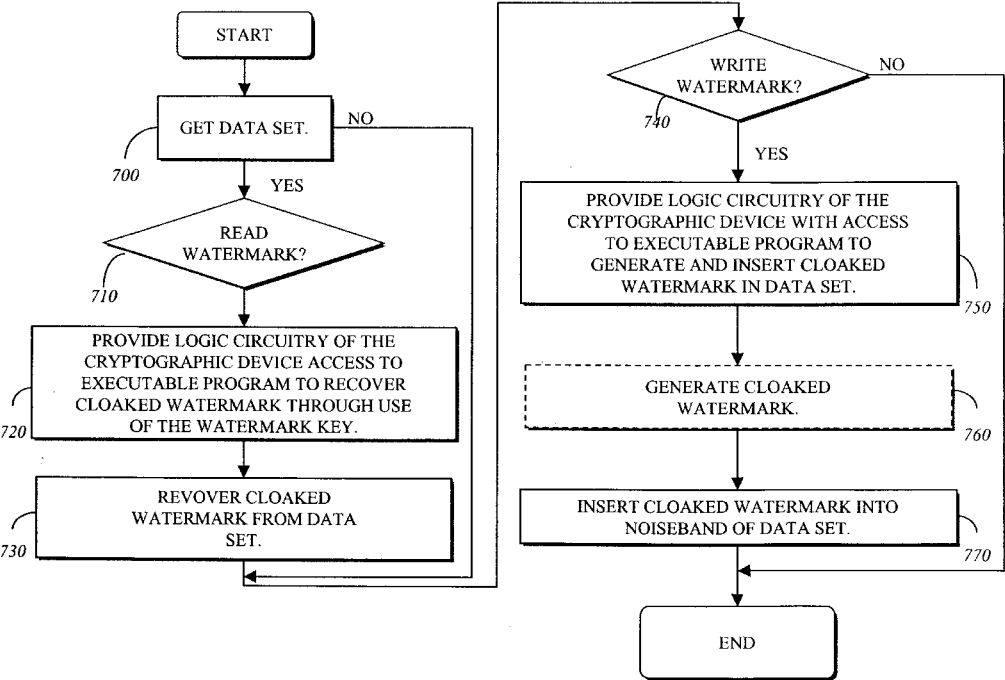 START
GET DATA SET.
NO
700
YES
READ
WATERMARK?
710
PROVIDE LOGIC CIRCUITRY OF THE
CRYPTOGRAPHIC DEVICE ACCESS TO
EXECUTABLE PROGRAM TO RECOVER
CLOAKED WATERMARK THROUGH USE
OF THE WATERMARK KEY.
720
REVOVER CLOAKED
WATERMARK FROM DATA
SET.
730
WRITE
WATERMARK?
NO
740
YES
PROVIDE LOGIC CIRCUITRY OF THE
CRYPTOGRAPHIC DEVICE WITH ACCESS
TO EXECUTABLE PROGRAM TO
GENERATE AND INSERT CLOAKED
WATERMARK IN DATA SET.
750
GENERATE CLOAKED
WATERMARK.
760
INSERT CLOAKED WATERMARK INTO
NOISEBAND OF DATA SET.
770
END